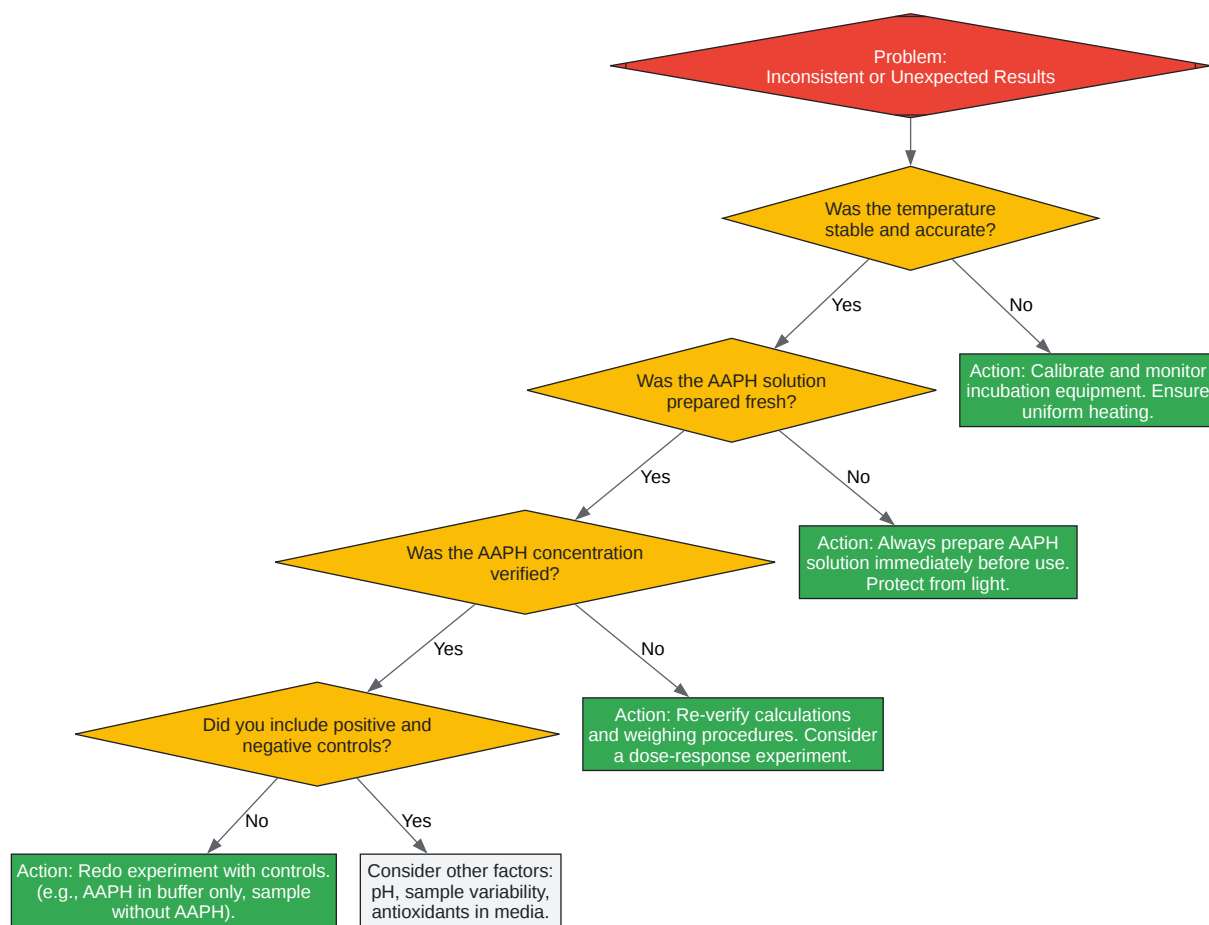 Problem:
Inconsistent or Unexpected Results
Was the temperature
stable and accurate?
Yes
No
Was the AAPH solution
prepared fresh?
Action: Calibrate and monitor
incubation equipment. Ensure
uniform heating.
Yes
No
Was the AAPH concentration
verified?
Action: Always prepare AAPH
solution immediately before use.
Protect from light.
Yes
No
Did you include positive and
negative controls?
Action: Re-verify calculations
and weighing procedures. Consider
a dose-response experiment.
No
Yes
Action: Redo experiment with controls.
(e.g., AAPH in buffer only, sample
without AAPH).
Consider other factors:
pH, sample variability,
antioxidants in media.